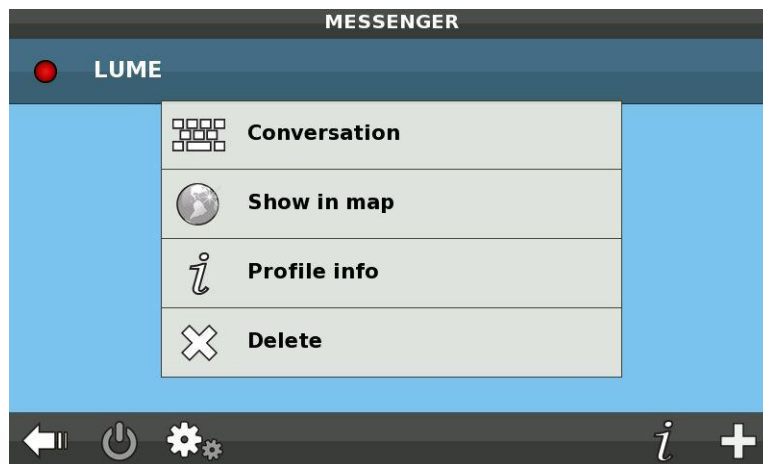 MESSENGER
LUME
Conversation
Show in map
Profile info
Delete